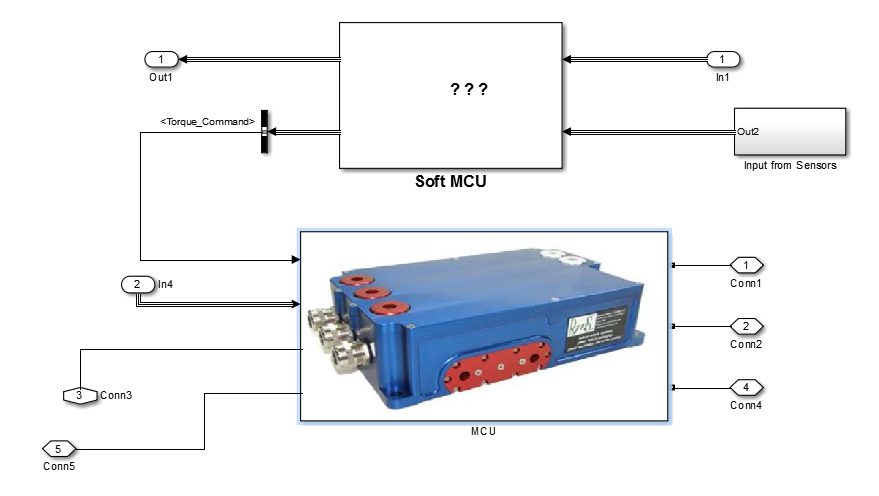 1
Out1
? ? ?
1
In1
<Torque_Command>
Out2
Input from Sensors
Soft MCU
2
In4
1
Conn1
2
Conn2
3
Conn3
4
Conn4
5
Conn5
MCU